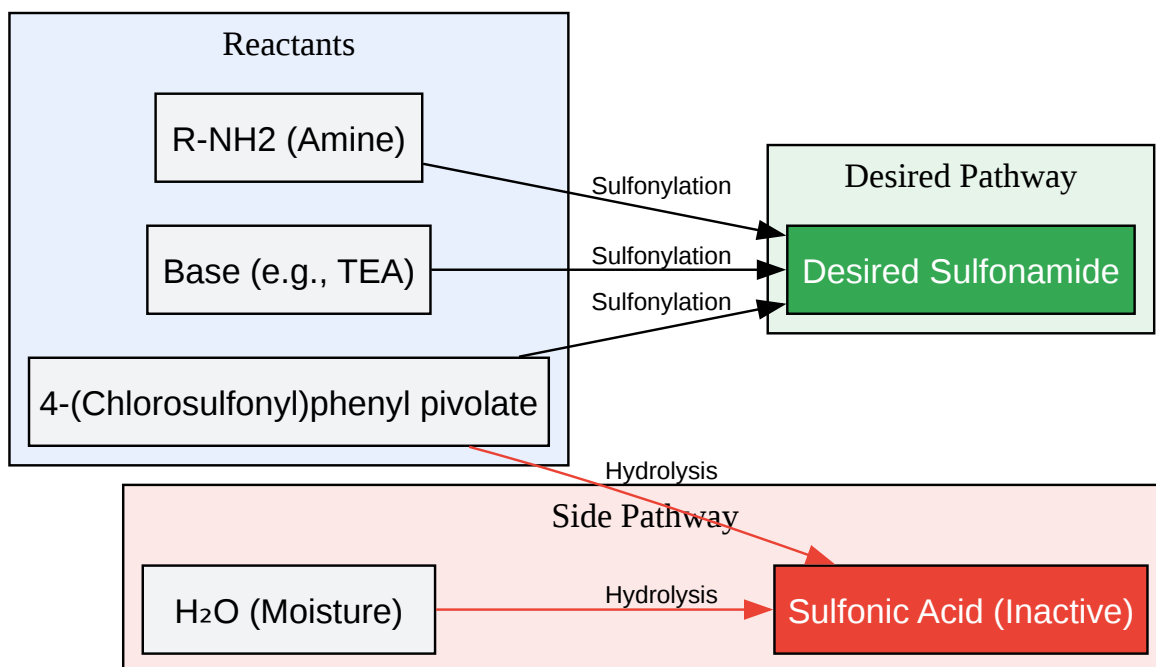 Reactants
R-NH2 (Amine)
Base (e.g., TEA)
4-(Chlorosulfonyl)phenyl pivolate
Sulfonylation
Sulfonylation
Sulfonylation
Desired Pathway
Desired Sulfonamide
Hydrolysis
Side Pathway
H₂O (Moisture)
Hydrolysis
Sulfonic Acid (Inactive)